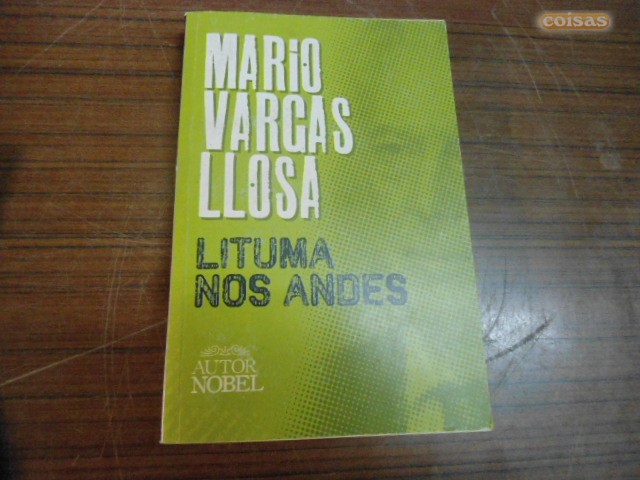 coisas
MARIO
VARGAS
LLOSA
LITUMA
NOS ANDES
AUTOR
NOBEL